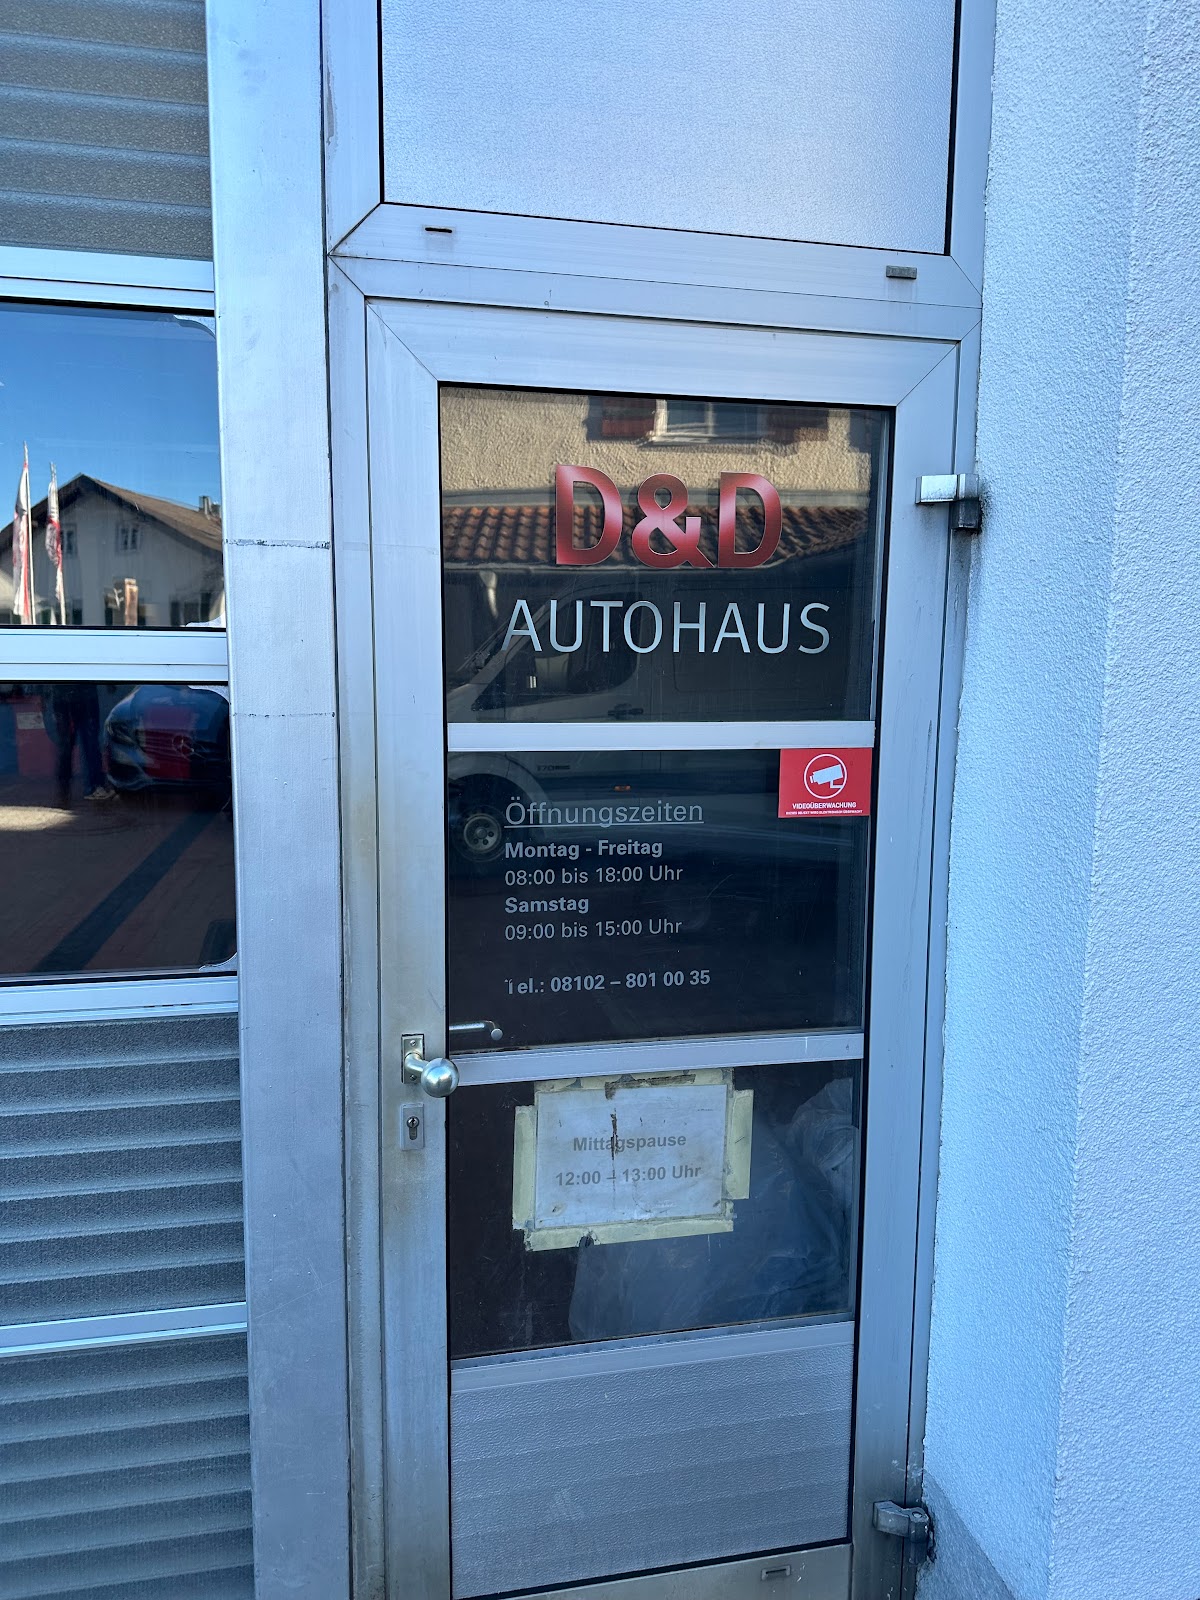 D&D
AUTOHAUS
VIDEOÜBERWACHUNG
Öffnungszeiten
Montag - Freitag
08:00 bis 18:00 Uhr
Samstag
09:00 bis 15:00 Uhr
Tel.: 08102 – 801 00 35
Mittagspause
12:00 – 13:00 Uhr